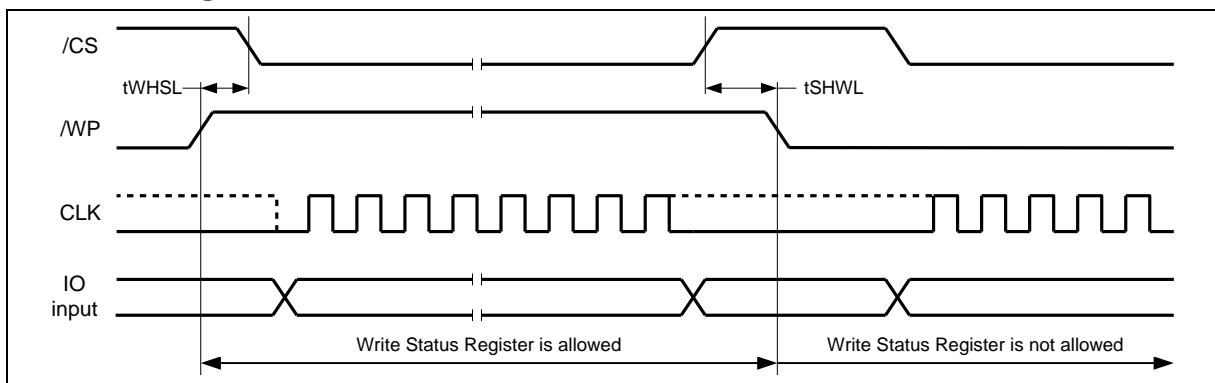 /CS
tWHSL
tSHWL
/WP
CLK
IO
input
Write Status Register is allowed
Write Status Register is not allowed